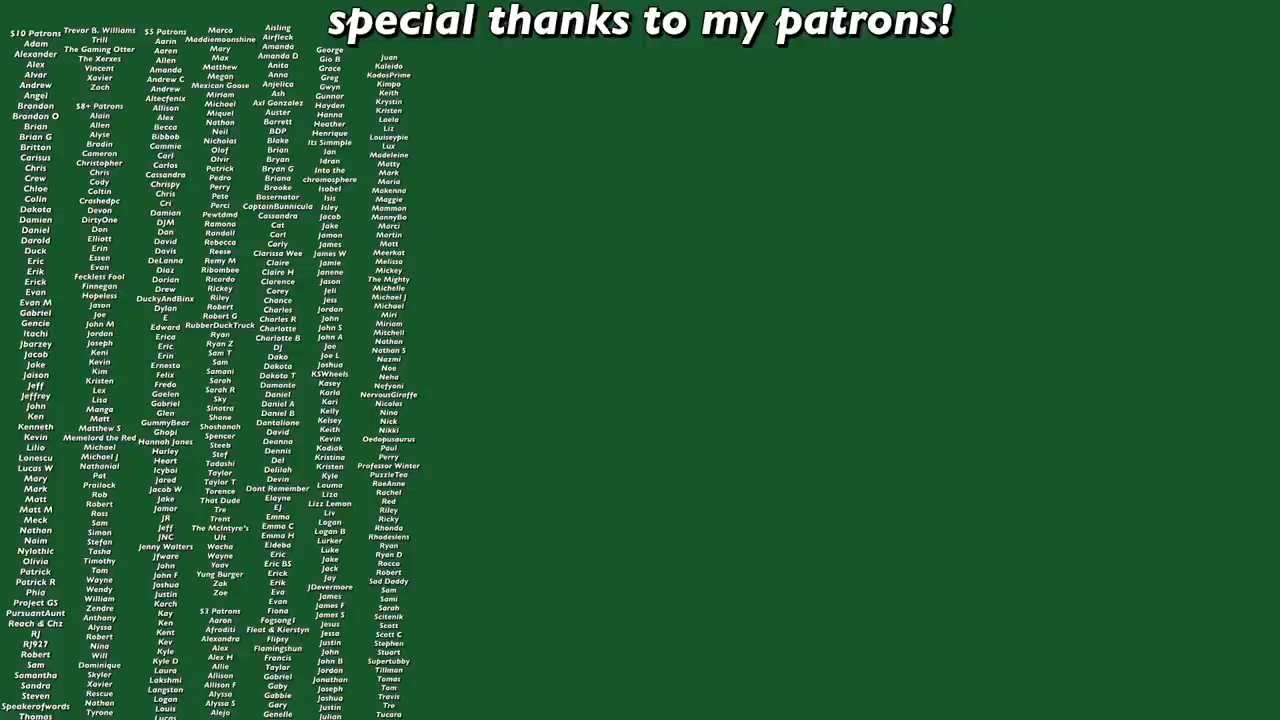 special thanks to my patrons!
$10 Patrons
Adam
Alexander
Alex
Alvar
Andrew
Angel
Brandon
Brandon O
Brian
Brian G
Britton
Carisus
Chris
Crew
Chloe
Colin
Dakota
Damien
Daniel
Darold
Duck
Eric
Erik
Erick
Evan
Evan M
Gabriel
Gencie
Itachi
Jbarzey
Jacob
Jake
Jaison
Jeff
Jeffrey
John
Ken
Kenneth
Kevin
Lilio
Lonescu
Lucas W
Mary
Mark
Matt
Matt M
Meck
Nathan
Naim
Nylothic
Olivia
Patrick
Patrick R
Phia
Project GS
PursuantAunt
Reach & Chz
RJ
RJ927
Robert
Sam
Samantha
Sandra
Steven
Speakerofwords
Thomas
Trevor B. Williams
Trill
The Gaming Otter
The Xerxes
Vincent
Xavier
Zach
$8+ Patrons
Alain
Allen
Alyse
Bradin
Cameron
Christopher
Chris
Cody
Coltin
Crashedpc
Devon
DirtyOne
Don
Elliott
Erin
Essen
Evan
Feckless Fool
Finnegan
Hopeless
Jason
Joe
John M
Jordan
Joseph
Keni
Kevin
Kim
Kristen
Lex
Lisa
Manga
Matt
Matthew S
Memelord the Red
Michael
Michael J
Nathanial
Pat
Prailock
Rob
Robert
Ross
Sam
Simon
Stefan
Tasha
Timothy
Tom
Wayne
Wendy
William
Zendre
Anthony
Alyssa
Robert
Nina
Will
Dominique
Skyler
Xavier
Rescue
Nathan
Tyrone
$5 Patrons
Aarin
Aaren
Allen
Amanda
Andrew C
Andrew
Altecfenix
Allison
Alex
Becca
Bibbob
Cammie
Carl
Carlos
Cassandra
Chrispy
Chris
Cri
Damian
DJM
Dan
David
Davis
DeLanna
Diaz
Dorian
Drew
DuckyAndBinx
Dylan
E
Edward
Erica
Eric
Erin
Ernesto
Felix
Fredo
Gaelen
Gabriel
Glen
GummyBear
Ghopi
Hannah Jones
Harley
Heart
Icyboi
Jared
Jacob W
Jake
Jamar
JR
Jeff
JNC
Jenny Walters
Jfware
John
John F
Joshua
Justin
Karch
Kay
Ken
Kent
Kev
Kyle
Kyle D
Laura
Lakshmi
Langston
Logan
Louis
Lucas
Marco
Maddiemoonshine
Mary
Max
Matthew
Megan
Mexican Goose
Miriam
Michael
Miquel
Nathan
Neil
Nicholas
Olof
Olvir
Patrick
Pedro
Perry
Pete
Perci
Pewtdmd
Ramona
Randall
Rebecca
Reese
Remy M
Ribombee
Ricardo
Rickey
Riley
Robert
Robert G
RubberDuckTruck
Ryan
Ryan Z
Sam T
Sam
Samani
Sarah
Sarah R
Sky
Sinatra
Shane
Shoshanah
Spencer
Steeb
Stef
Tadashi
Taylor
Taylor T
Torence
That Dude
Tre
Trent
The McIntyre's
Ult
Wacha
Wayne
Yoav
Yung Burger
Zak
Zoe
$3 Patrons
Aaron
Afroditi
Alexandra
Alex
Alex H
Allie
Allison
Allison F
Alyssa
Alyssa S
Alejo
Aisling
Airfleck
Amanda
Amanda D
Anita
Anna
Anjelica
Ash
Axl Ganzalez
Auster
Barrett
BDP
Blake
Brian
Bryan
Bryan G
Briana
Brooke
Bosernator
CaptainBunnicula
Cassandra
Cat
Carl
Carly
Clarissa Wee
Claire
Claire H
Clarence
Corey
Chance
Charles
Charles R
Charlotte
Charlotte B
DJ
Dako
Dakota
Dakota T
Damonte
Daniel
Daniel A
Daniel B
Dantalione
David
Deanna
Dennis
Del
Delilah
Devin
Dont Remember
Elayne
EJ
Emma
Emma C
Emma H
Eldeba
Eric
Eric BS
Erick
Erik
Eva
Evan
Fiona
Fogsong1
Fleat & Kierstyn
Flipsy
Flamingshun
Francis
Taylor
Gabriel
Gaby
Gabbie
Gary
Genelle
George
Gio B
Grace
Greg
Gwyn
Gunnar
Hayden
Hanna
Heather
Henrique
Its Simmple
Ian
Idran
Into the
chromosphere
Isobel
Isis
Isley
Jacob
Jake
Jamon
James
James W
Jamie
Janene
Jason
Jeli
Jess
Jordan
John
John S
John A
Joe
Joe L
Joshua
KSWheels
Kasey
Karla
Kari
Kelly
Kelsey
Keith
Kevin
Kodiak
Kristina
Kristen
Kyle
Lauma
Liza
Lizz Lemon
Liv
Logan
Logan B
Lurker
Luke
Jake
Jack
Jay
JDevermore
James
James F
James S
Jesus
Jessa
Justin
John
John B
Jordan
Jonathan
Joseph
Joshua
Justin
Julian
Juan
Kaleido
KodosPrime
Kimpo
Keith
Krystin
Kristen
Laela
Liz
Louiseypie
Lux
Madeleine
Matty
Mark
Maria
Makenna
Maggie
Mammon
MannyBo
Marci
Martin
Matt
Meerkat
Melissa
Mickey
The Mighty
Michelle
Michael J
Michael
Miri
Miriam
Mitchell
Nathan
Nathan S
Nazmi
Noe
Neha
Nefyoni
NervousGiraffe
Nicolas
Nina
Nick
Nikki
Oedopusaurus
Paul
Perry
Professor Winter
PuzzleTea
RaeAnne
Rachel
Red
Riley
Ricky
Rhonda
Rhodesiens
Ryan
Ryan D
Rocco
Robert
Sad Daddy
Sam
Sami
Sarah
Scitenik
Scott
Scott C
Stephen
Stuart
Supertubby
Tillman
Tomas
Tom
Travis
Tre
Tucara